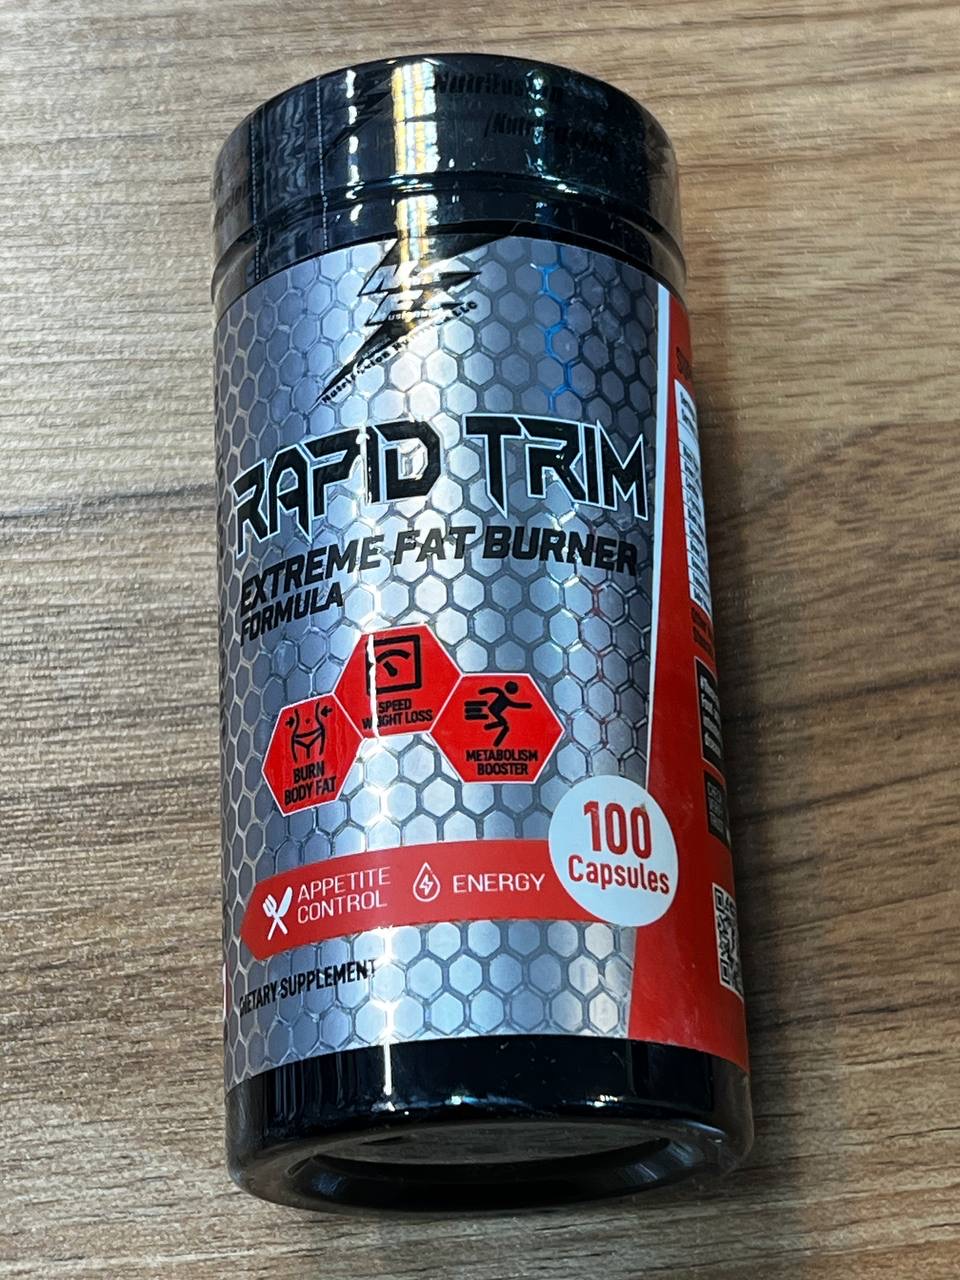 RAPID TRIM
EXTREME FAT BURNER
FORMULA
SPEED
WEIGHT LOSS
BURN
BODY FAT
METABOLISM
BOOSTER
100
Capsules
APPETITE
CONTROL
ENERGY
DIETARY SUPPLEMENT